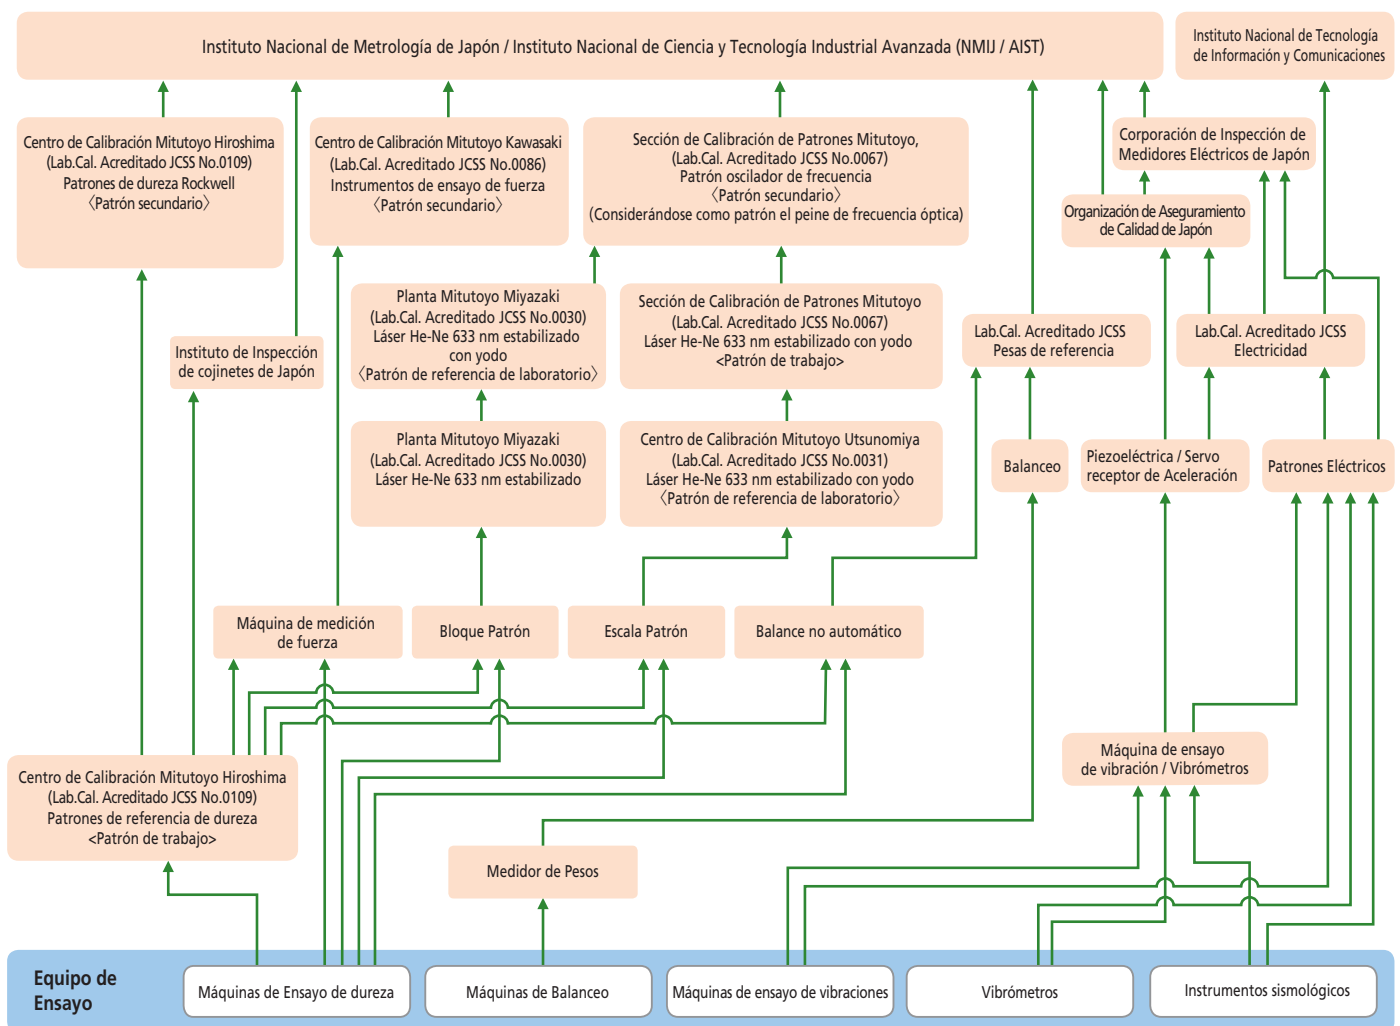 Instituto Nacional de Metrología de Japón / Instituto Nacional de Ciencia y Tecnología Industrial Avanzada (NMIJ / AIST)
Instituto Nacional de Tecnología
de Información y Comunicaciones
Centro de Calibración Mitutoyo Hiroshima
(Lab.Cal. Acreditado JCSS No.0109)
Patrones de dureza Rockwell
〈Patrón secundario〉
Centro de Calibración Mitutoyo Kawasaki
(Lab.Cal. Acreditado JCSS No.0086)
Instrumentos de ensayo de fuerza
〈Patrón secundario〉
Sección de Calibración de Patrones Mitutoyo,
(Lab.Cal. Acreditado JCSS No.0067)
Patrón oscilador de frecuencia
〈Patrón secundario〉
(Considerándose como patrón el peine de frecuencia óptica)
Corporación de Inspección de
Medidores Eléctricos de Japón
Organización de Aseguramiento
de Calidad de Japón
Instituto de Inspección
de cojinetes de Japón
Planta Mitutoyo Miyazaki
(Lab.Cal. Acreditado JCSS No.0030)
Láser He-Ne 633 nm estabilizado
con yodo
〈Patrón de referencia de laboratorio〉
Sección de Calibración de Patrones Mitutoyo
(Lab.Cal. Acreditado JCSS No.0067)
Láser He-Ne 633 nm estabilizado con yodo
<Patrón de trabajo>
Lab.Cal. Acreditado JCSS
Pesas de referencia
Lab.Cal. Acreditado JCSS
Electricidad
Planta Mitutoyo Miyazaki
(Lab.Cal. Acreditado JCSS No.0030)
Láser He-Ne 633 nm estabilizado
Centro de Calibración Mitutoyo Utsunomiya
(Lab.Cal. Acreditado JCSS No.0031)
Láser He-Ne 633 nm estabilizado con yodo
〈Patrón de referencia de laboratorio〉
Balanceo
Piezoeléctrica / Servo
receptor de Aceleración
Patrones Eléctricos
Máquina de medición
de fuerza
Bloque Patrón
Escala Patrón
Balance no automático
Centro de Calibración Mitutoyo Hiroshima
(Lab.Cal. Acreditado JCSS No.0109)
Patrones de referencia de dureza
<Patrón de trabajo>
Máquina de ensayo
de vibración / Vibrómetros
Medidor de Pesos
Equipo de
Ensayo
Máquinas de Ensayo de dureza
Máquinas de Balanceo
Máquinas de ensayo de vibraciones
Vibrómetros
Instrumentos sismológicos